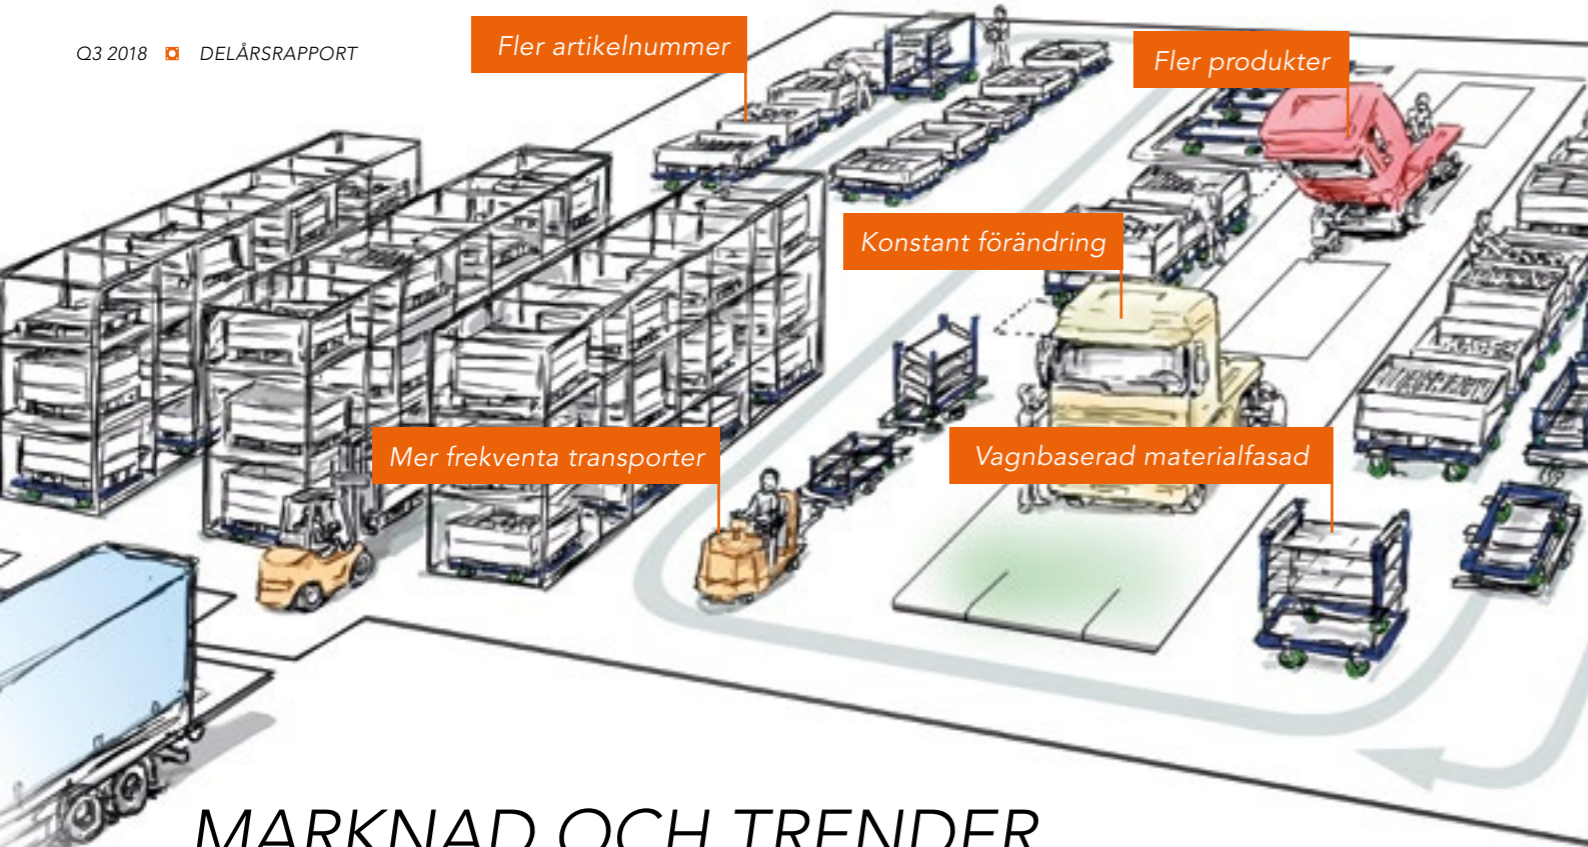 Q3 2018 DELÅRSRAPPORT
Fler artikelnummer
Fler produkter
Konstant förändring
Mer frekventa transporter
Vagnbaserad materialfasad
MARKNAD OCH TRENDER